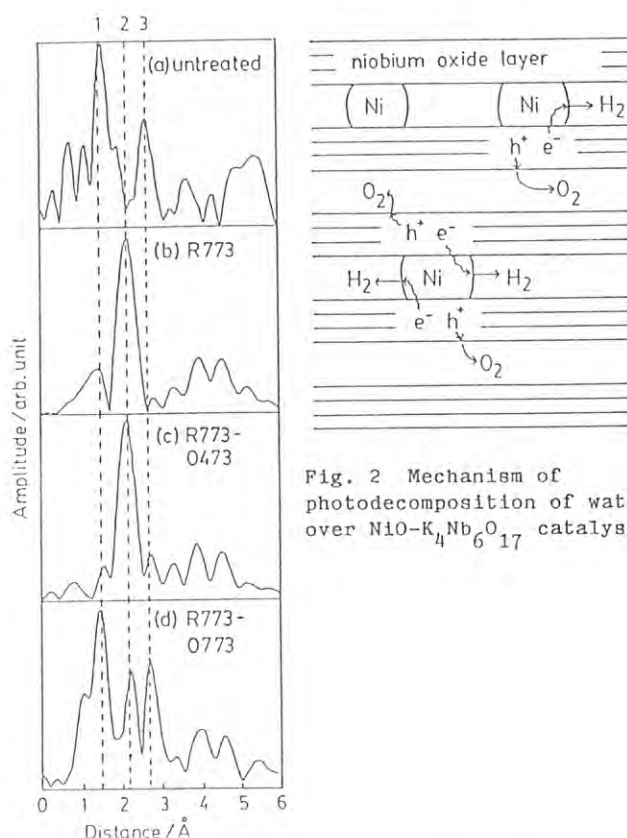 1 2 3
(a) untreated
(b) R773
(c) R773-
O473
(d) R773-
O773
Amplitude / arb. unit
0 1 2 3 4 5 6
Distance / Å
niobium oxide layer
Ni Ni H₂
h⁺ e⁻
O₂
O₂
h⁺ e⁻
H₂ Ni H₂
e⁻ h⁺
O₂
Fig. 2 Mechanism of
photodecomposition of wat
over NiO-K₄Nb₆O₁₇ catalys